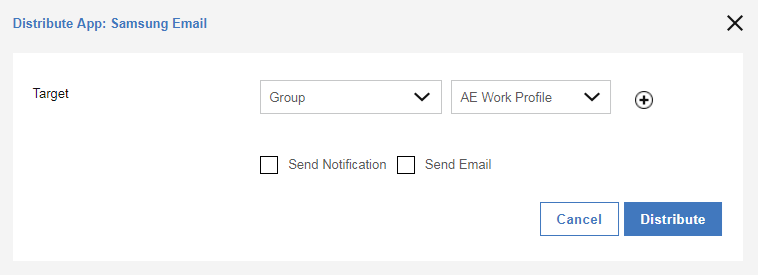 Distribute App: Samsung Email
Target Group AE Work Profile
Send Notification Send Email
Cancel Distribute